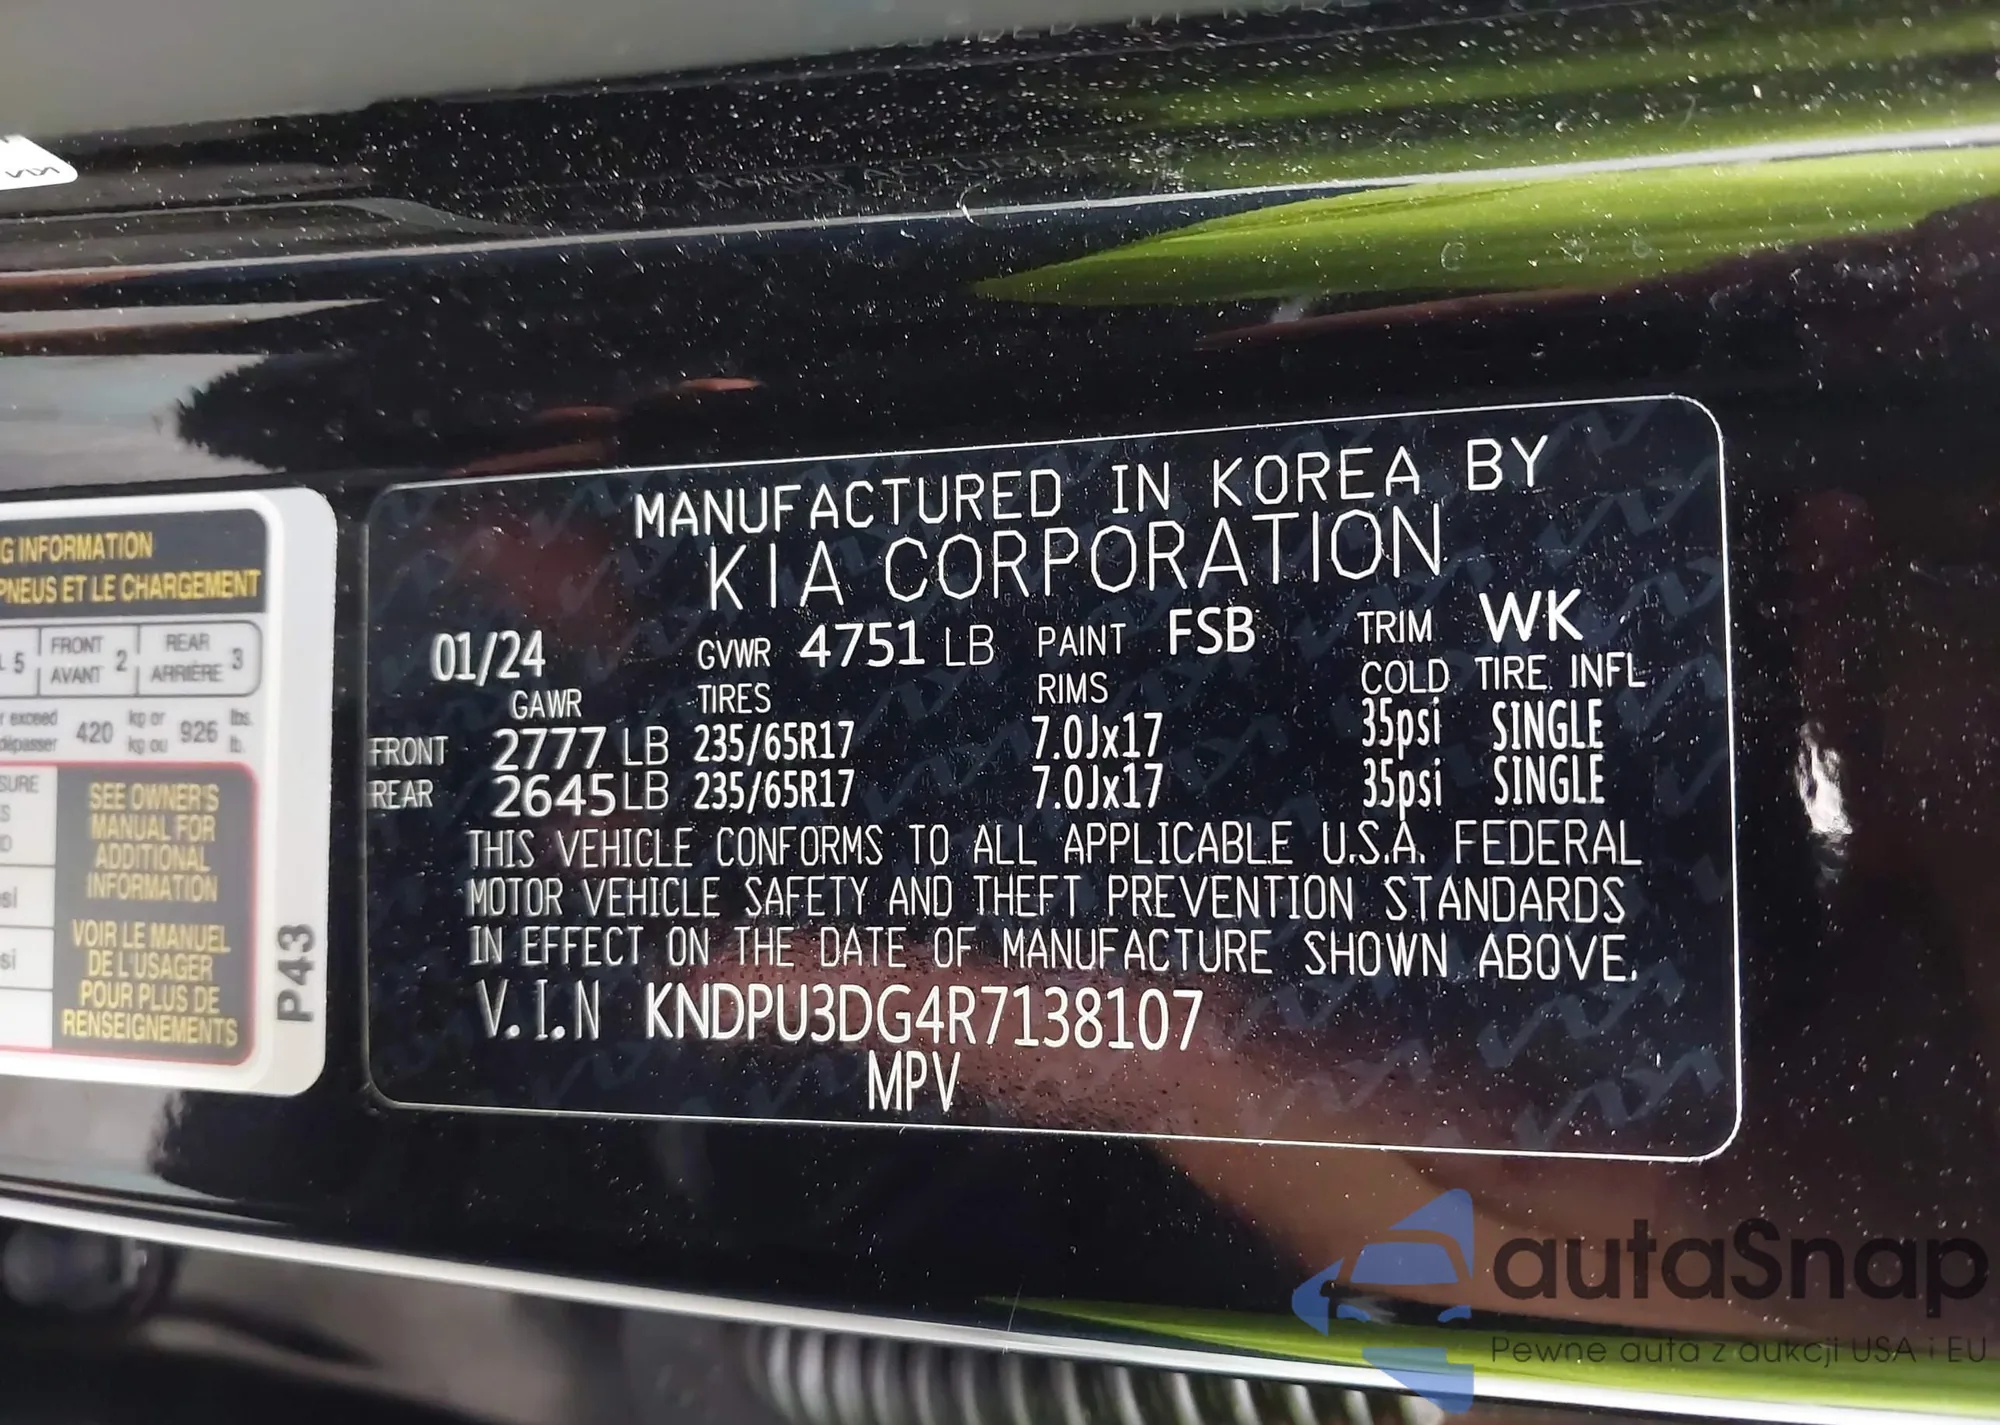 MANUFACTURED IN KOREA BY
KIA CORPORATION
01/24 GVWR 4751 LB PAINT FSB TRIM WK
GAWR TIRES RIMS COLD TIRE INFL
FRONT 2777 LB 235/65R17 7.0Jx17 35psi SINGLE
REAR 2645 LB 235/65R17 7.0Jx17 35psi SINGLE
THIS VEHICLE CONFORMS TO ALL APPLICABLE U.S.A. FEDERAL
MOTOR VEHICLE SAFETY AND THEFT PREVENTION STANDARDS
IN EFFECT ON THE DATE OF MANUFACTURE SHOWN ABOVE.
V.I.N KNDPU3DG4R7138107
MPV
G INFORMATION
PNEUS ET LE CHARGEMENT
5 FRONT 2 REAR 3
AVANT ARRIÈRE
exceed 420 kg or 926 lbs.
dépasser kg ou lb.
SEE OWNER'S
MANUAL FOR
ADDITIONAL
INFORMATION
VOIR LE MANUEL
DE L'USAGER
POUR PLUS DE
RENSEIGNEMENTS
P43
autaSnap
Pewne auta z aukcji USA i EU